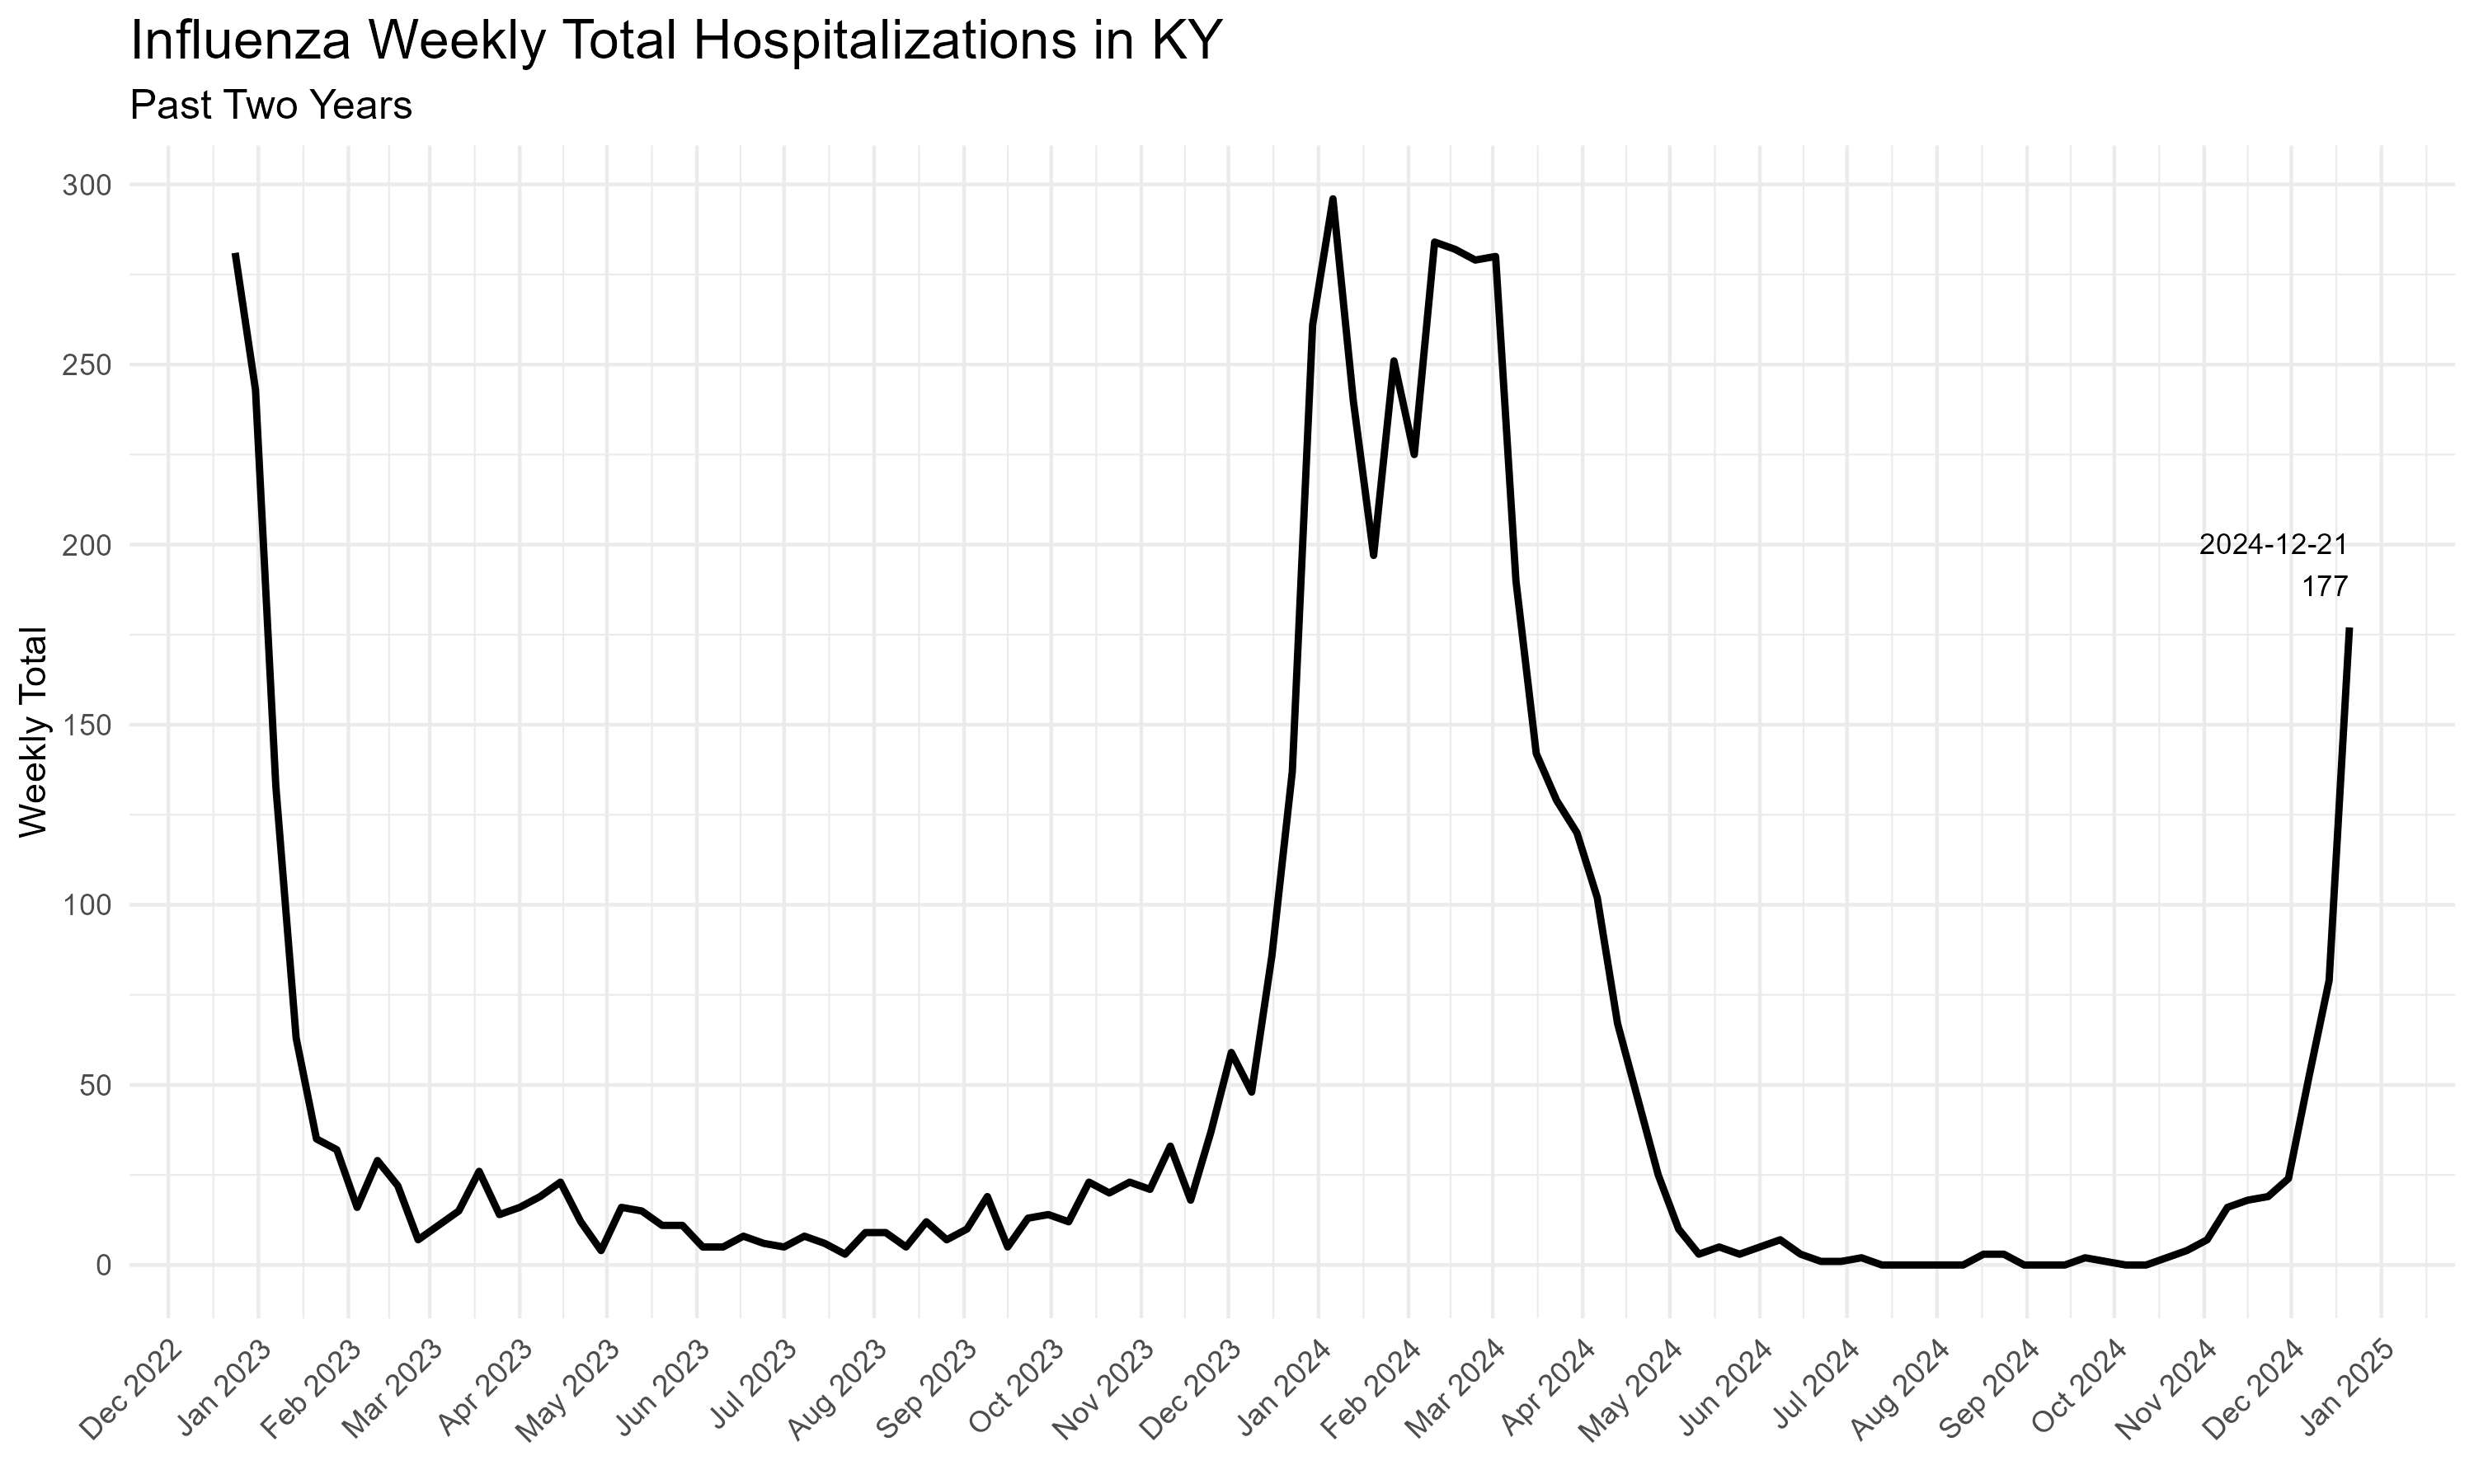 Influenza Weekly Total Hospitalizations in KY
Past Two Years
Weekly Total
300
250
200
150
100
50
0
2024-12-21
177
Dec 2022
Jan 2023
Feb 2023
Mar 2023
Apr 2023
May 2023
Jun 2023
Jul 2023
Aug 2023
Sep 2023
Oct 2023
Nov 2023
Dec 2023
Jan 2024
Feb 2024
Mar 2024
Apr 2024
May 2024
Jun 2024
Jul 2024
Aug 2024
Sep 2024
Oct 2024
Nov 2024
Dec 2024
Jan 2025